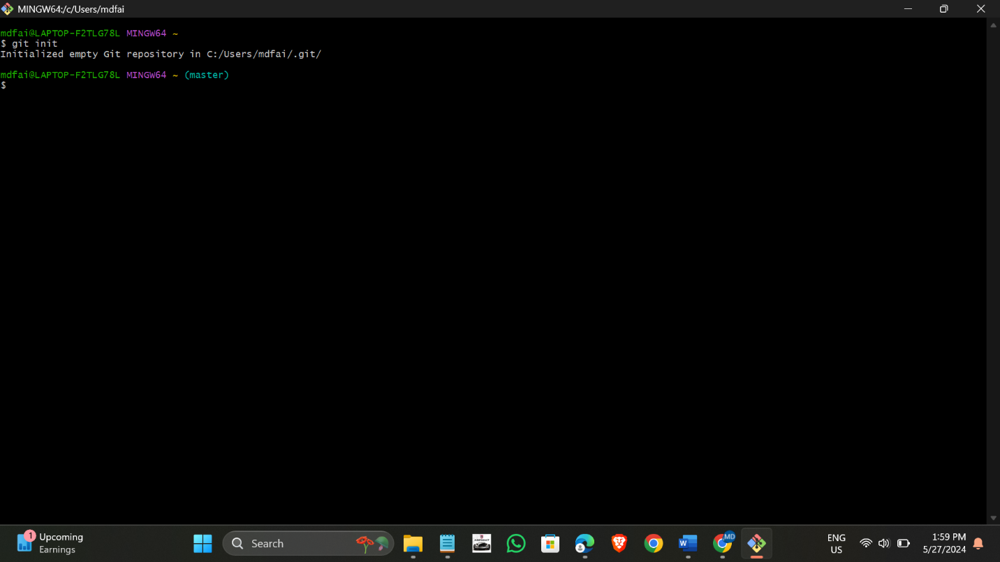 MINGW64:/c/Users/mdfai
mdfai@LAPTOP-F2TLG78L MINGW64 ~
$ git init
Initialized empty Git repository in C:/Users/mdfai/.git/
mdfai@LAPTOP-F2TLG78L MINGW64 ~ (master)
$
1
Upcoming
Earnings
Search
ASPHALT
W
MD
ENG
US
1:59 PM
5/27/2024